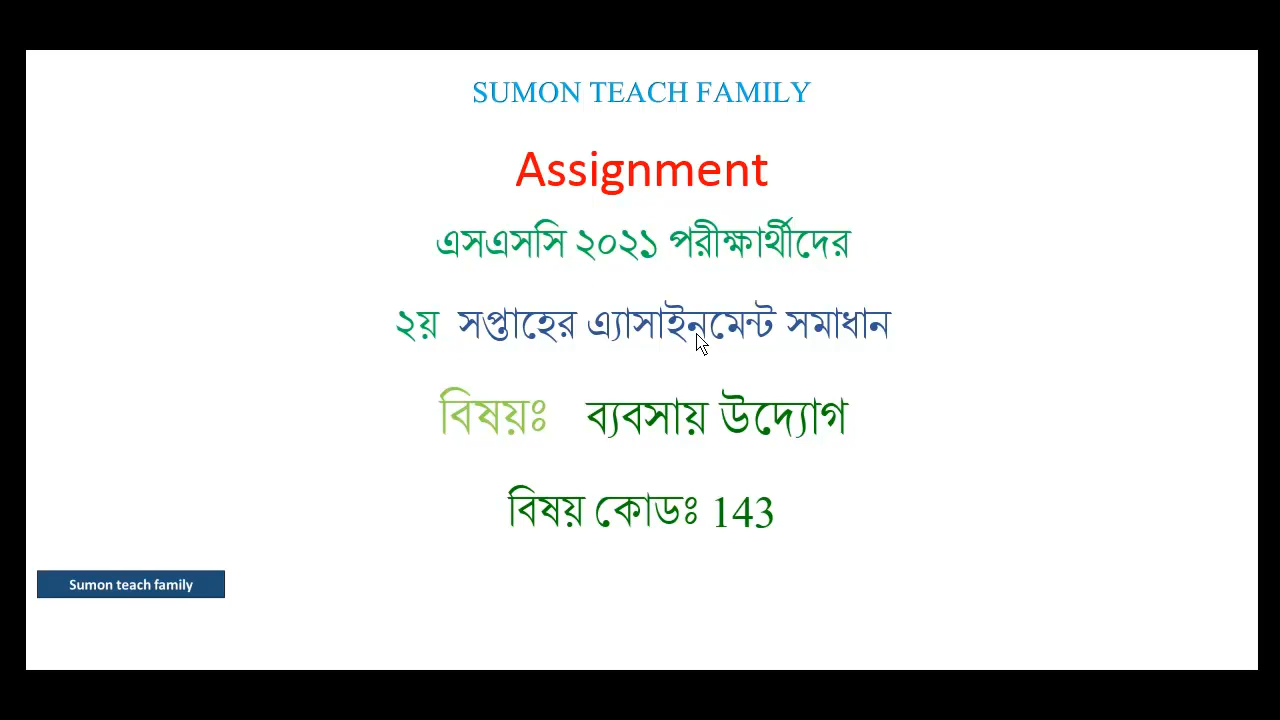 SUMON TEACH FAMILY
Assignment
এসএসসি ২০২১ পরীক্ষার্থীদের
২য় সপ্তাহের এ্যাসাইনমেন্ট সমাধান
বিষয়ঃ ব্যবসায় উদ্যোগ
বিষয় কোডঃ 143
Sumon teach family